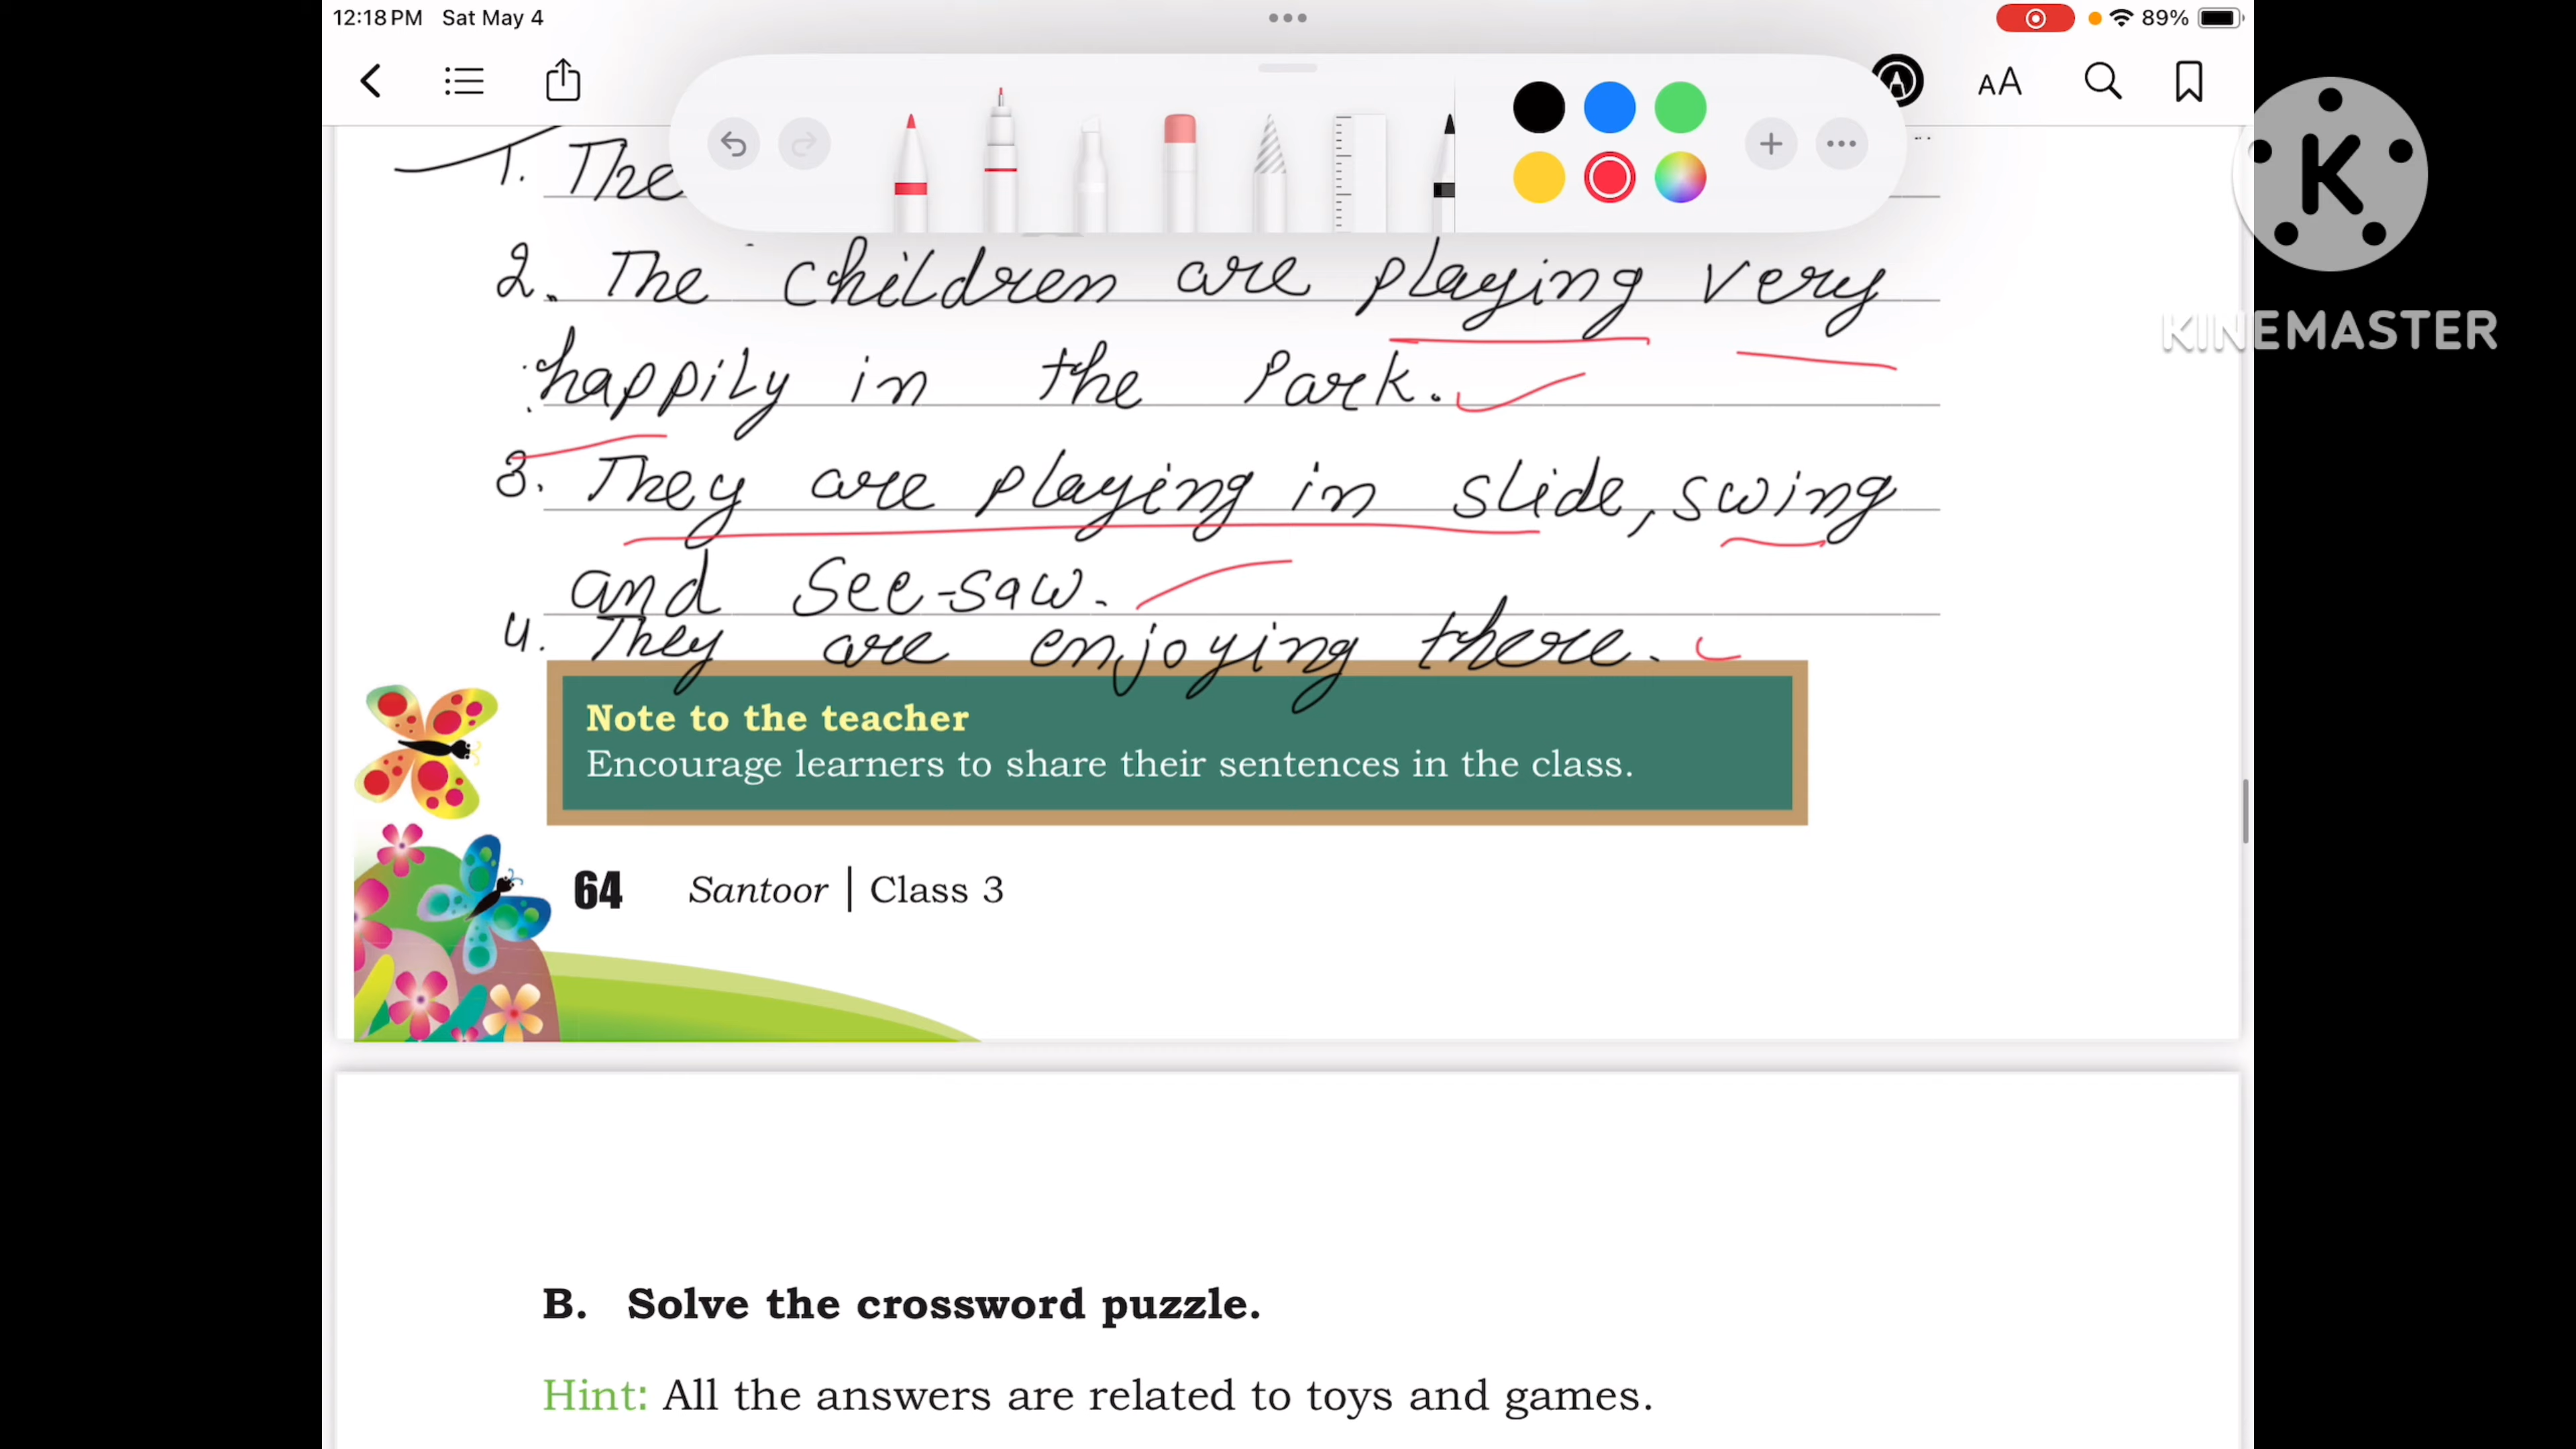 12:18 PM Sat May 4
89%
AA
K
KINEMASTER
1. The
2. The children are playing very
happily in the Park.
3. They are playing in slide, swing
and See-saw.
4. They are enjoying there.
Note to the teacher
Encourage learners to share their sentences in the class.
64 Santoor | Class 3
B. Solve the crossword puzzle.
Hint: All the answers are related to toys and games.